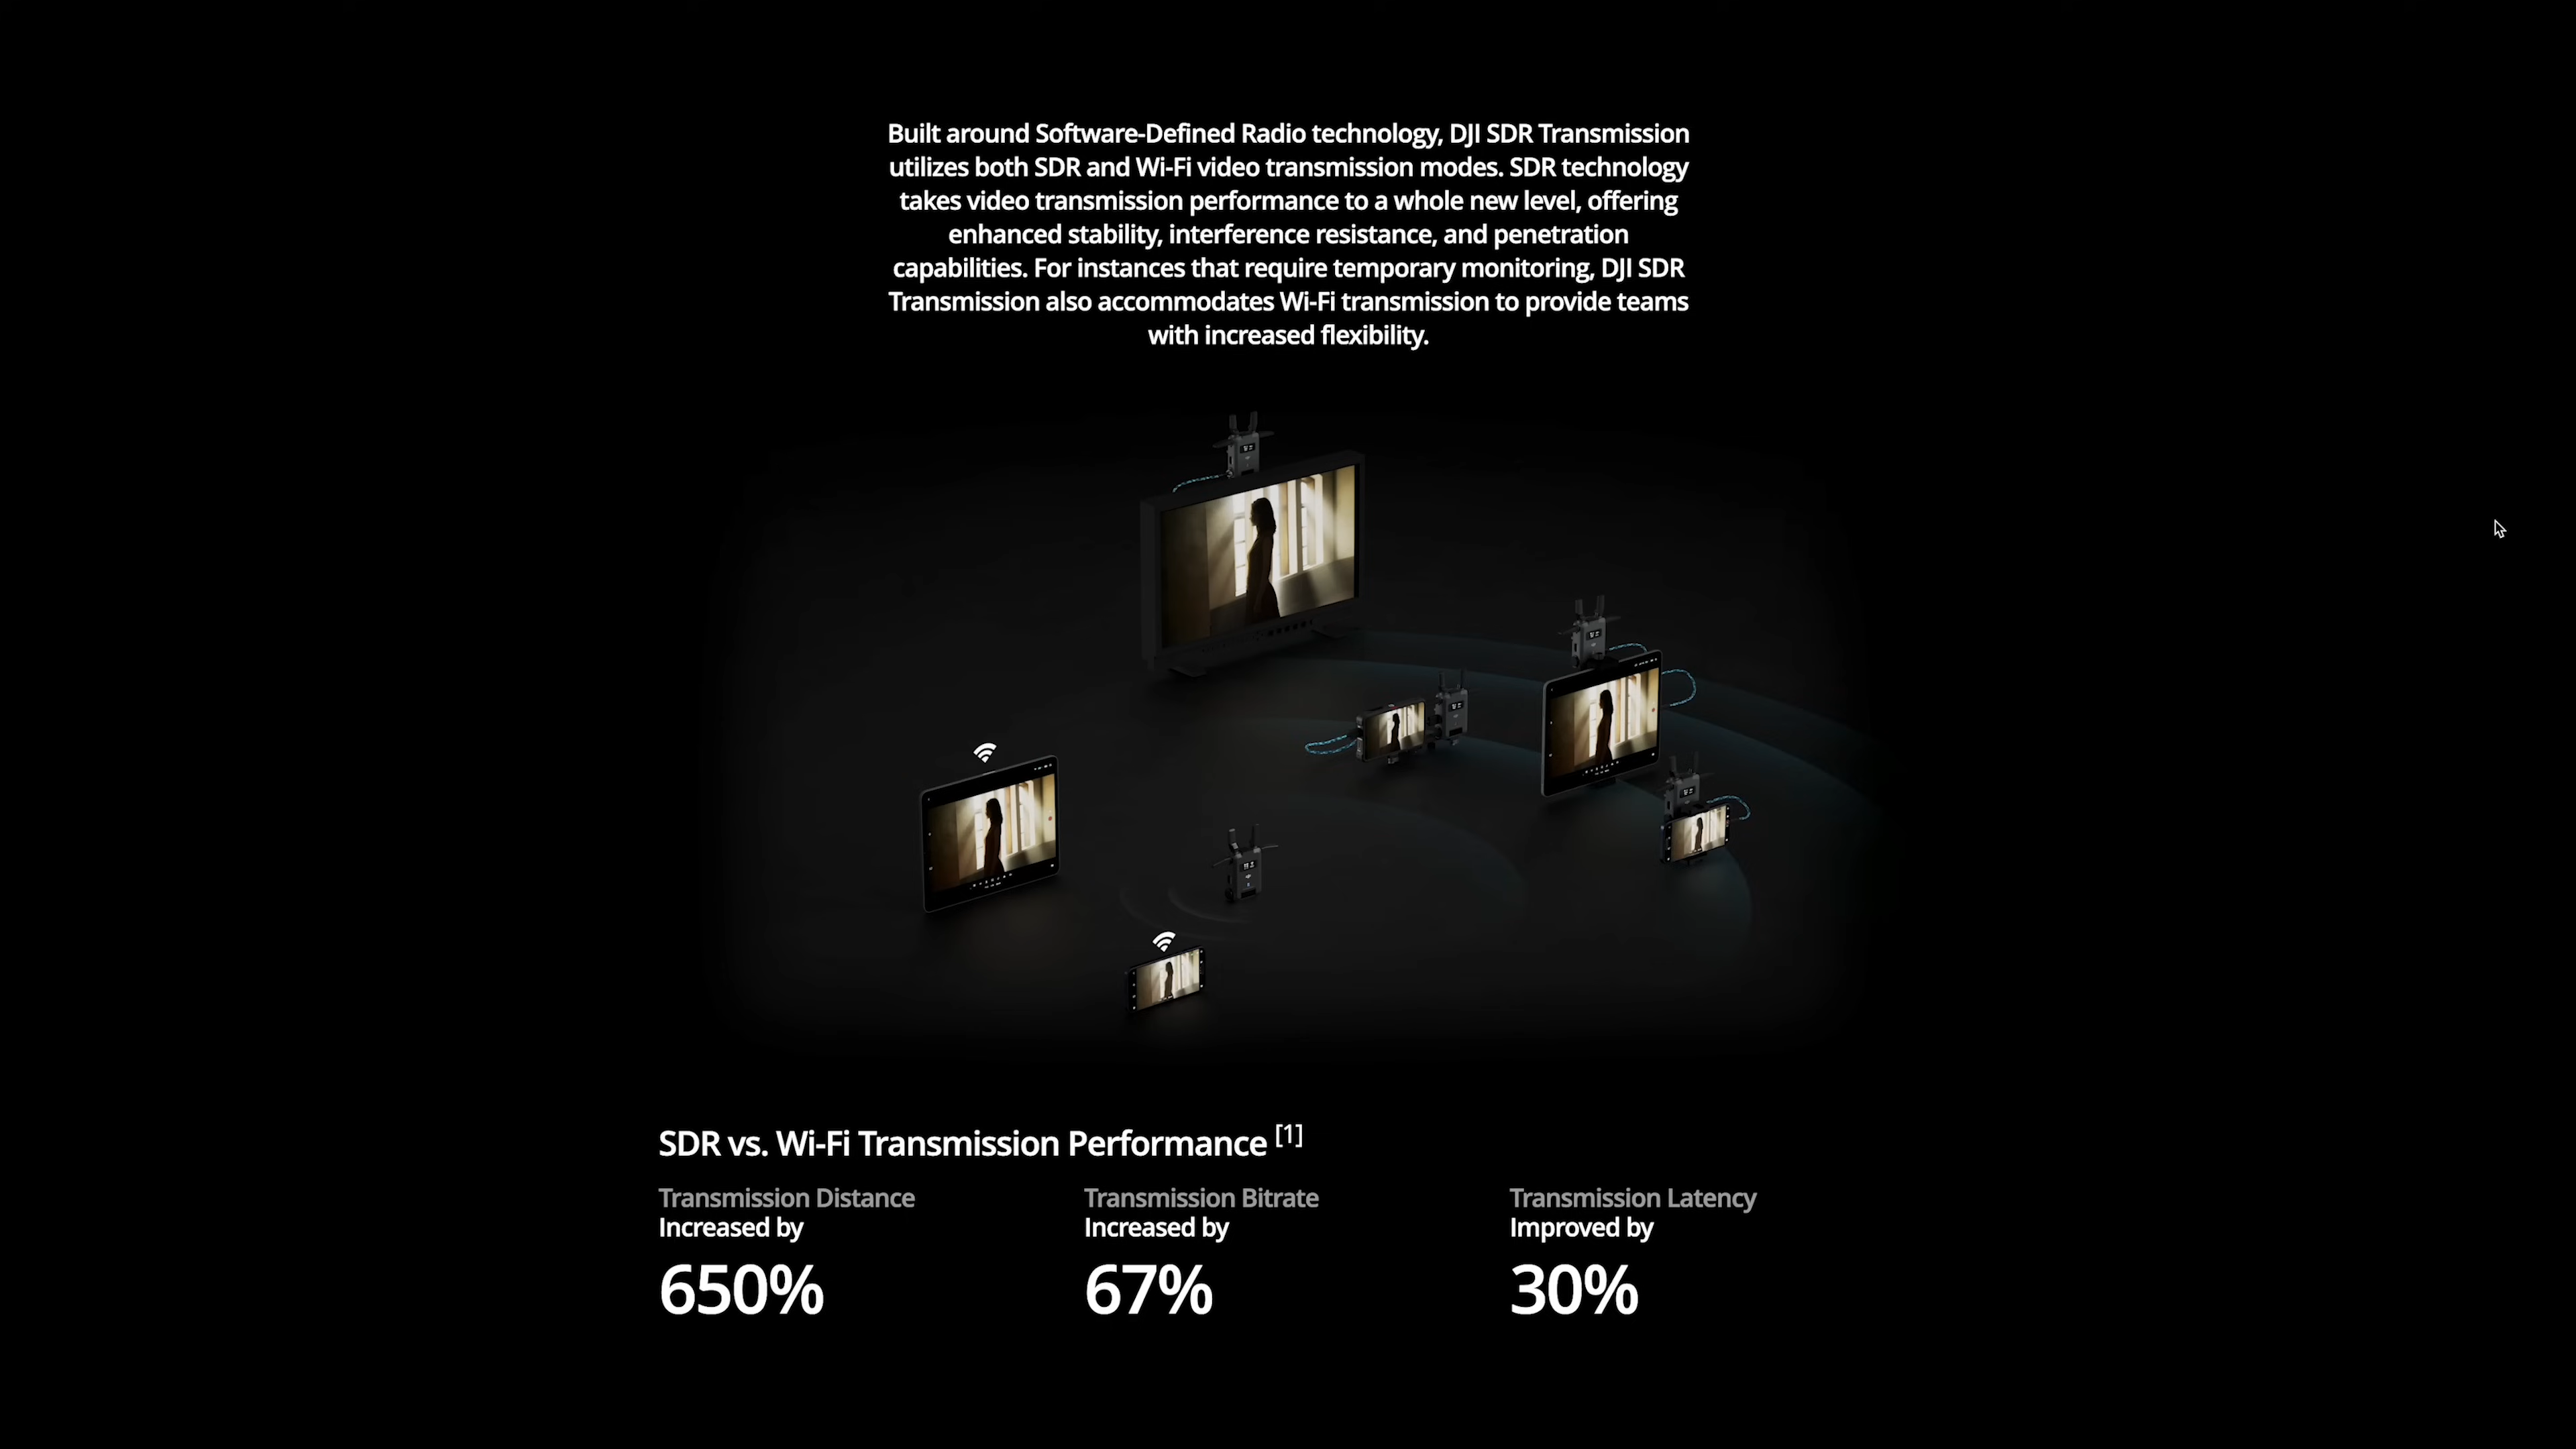 Built around Software-Defined Radio technology, DJI SDR Transmission
utilizes both SDR and Wi-Fi video transmission modes. SDR technology
takes video transmission performance to a whole new level, offering
enhanced stability, interference resistance, and penetration
capabilities. For instances that require temporary monitoring, DJI SDR
Transmission also accommodates Wi-Fi transmission to provide teams
with increased flexibility.
SDR vs. Wi-Fi Transmission Performance [1]
Transmission Distance
Increased by
650%
Transmission Bitrate
Increased by
67%
Transmission Latency
Improved by
30%